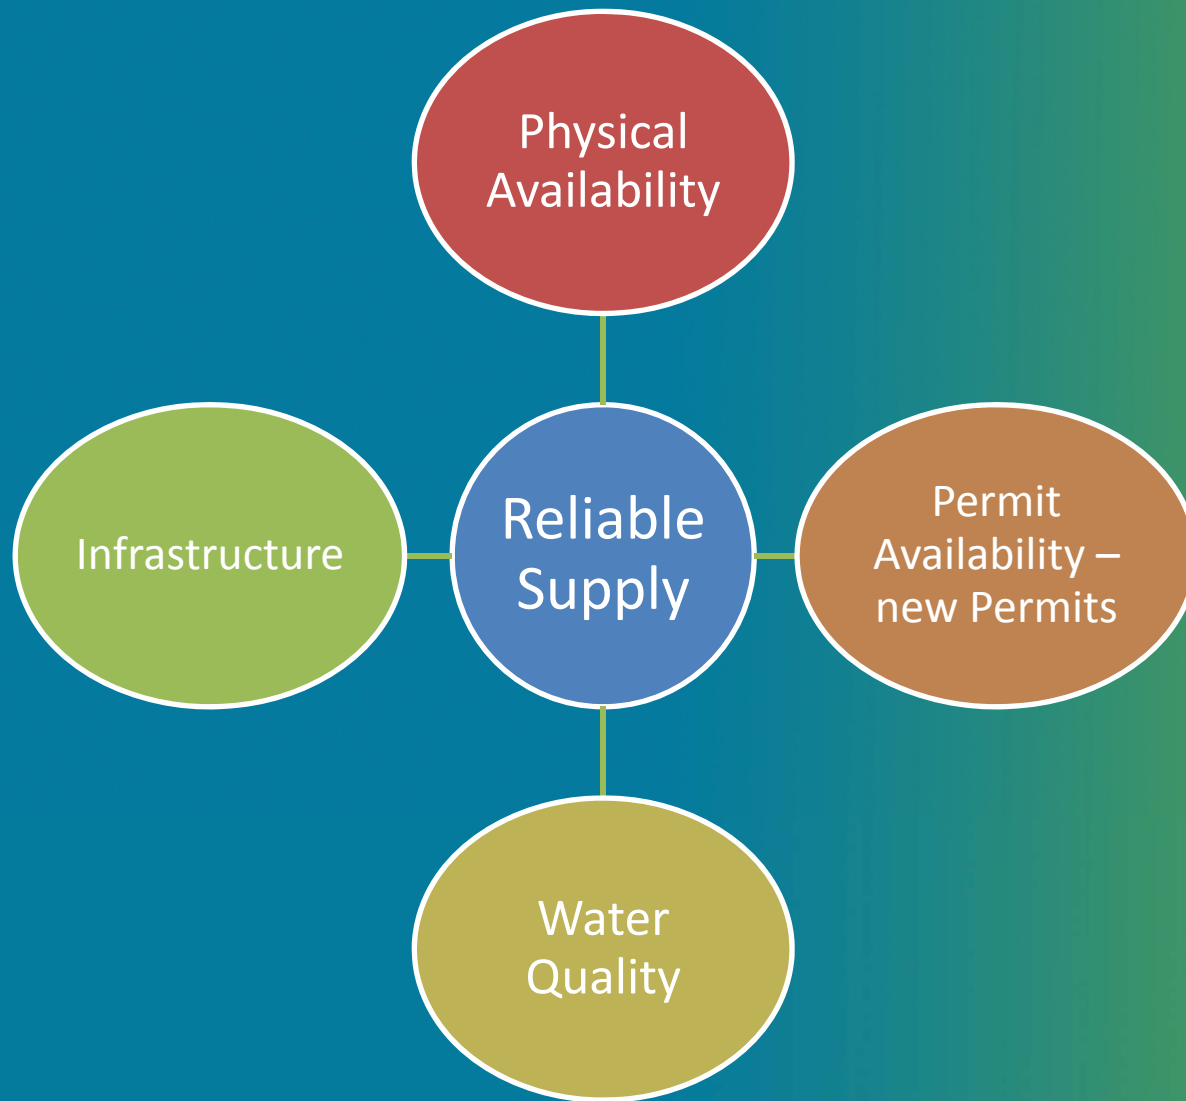 Physical
Availability
Infrastructure
Reliable
Supply
Permit
Availability –
new Permits
Water
Quality